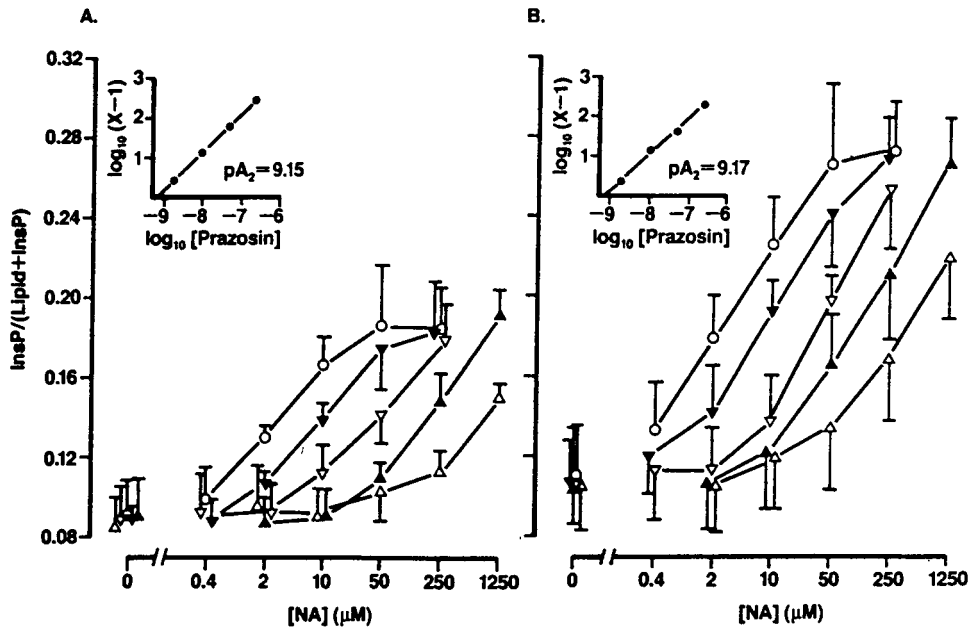 A.
B.
InsP/(Lipid+InsP)
0.32
0.28
0.24
0.20
0.16
0.12
0.08
log₁₀ (X−1)
3
2
1
pA₂=9.15
−9 −8 −7 −6
log₁₀ [Prazosin]
0 0.4 2 10 50 250 1250
[NA] (μM)
log₁₀ (X−1)
3
2
1
pA₂=9.17
−9 −8 −7 −6
log₁₀ [Prazosin]
0 0.4 2 10 50 250 1250
[NA] (μM)